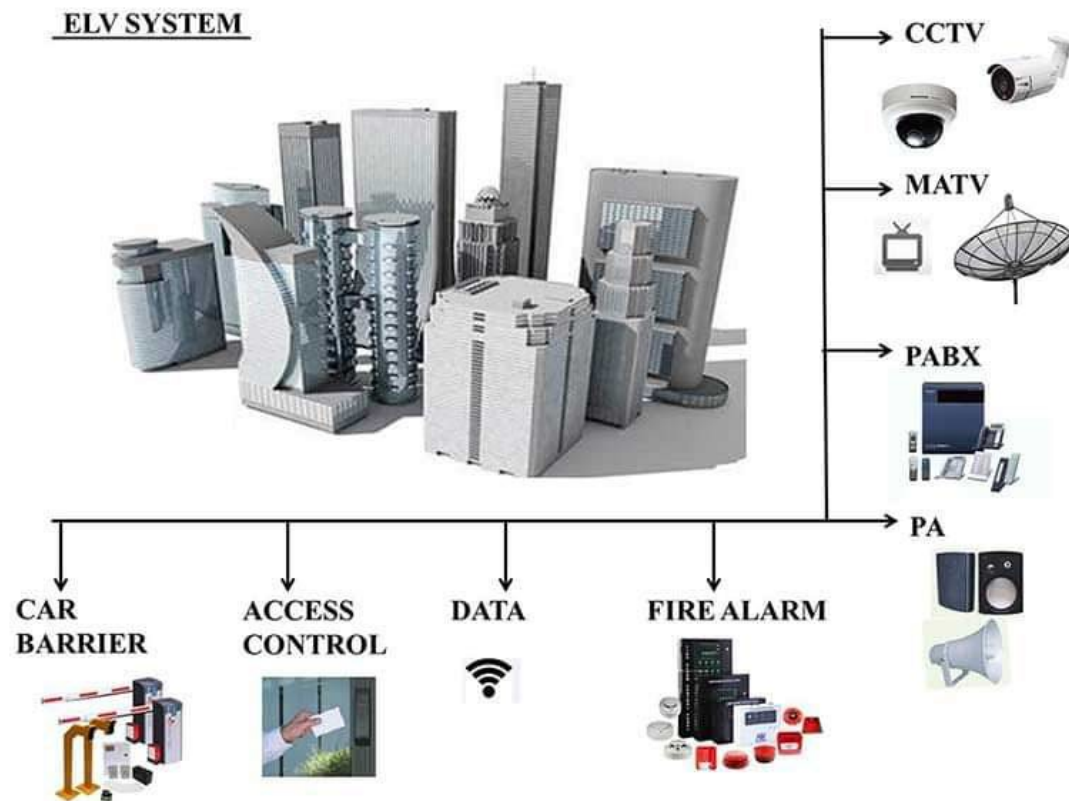 ELV SYSTEM
CCTV
MATV
PABX
PA
CAR
BARRIER
ACCESS
CONTROL
DATA
FIRE ALARM